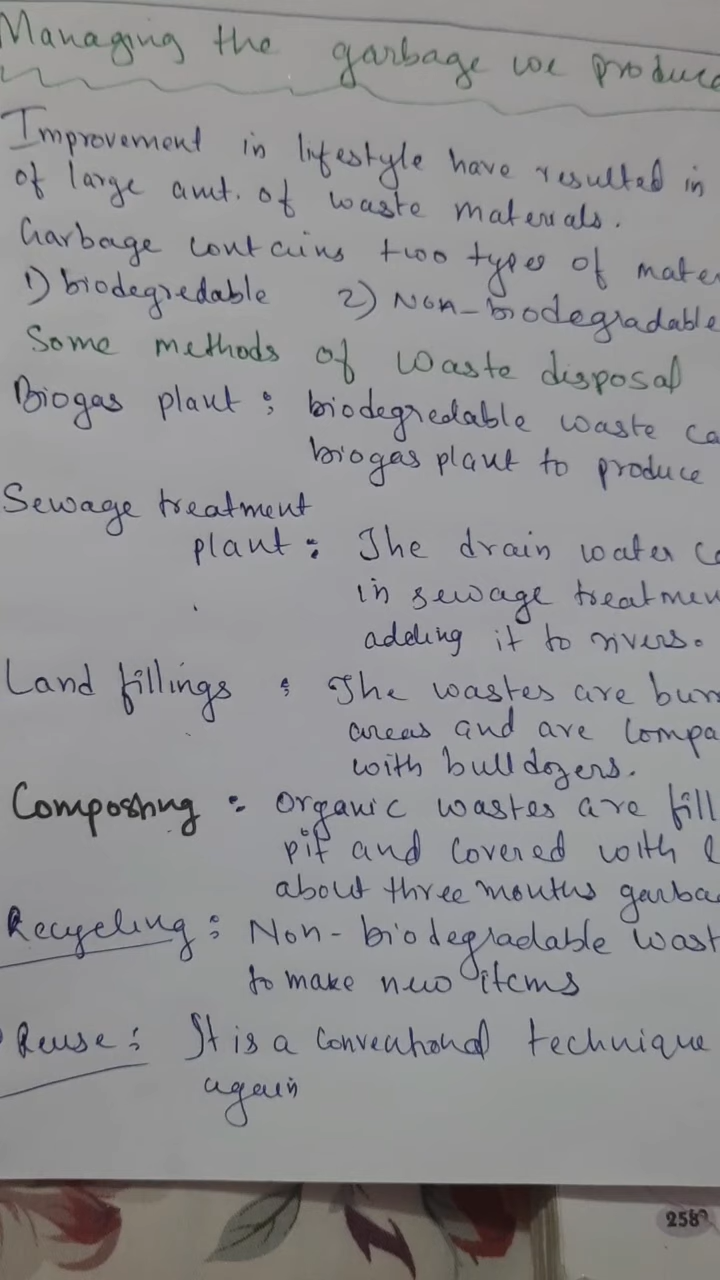 Managing the garbage we produce
Improvement in lifestyle have resulted in
of large amt. of waste materials.
Garbage contains two types of mater
1) biodegredable 2) Non-biodegradable
Some methods of waste disposal
Biogas plant : biodegredable waste ca
biogas plant to produce
Sewage treatment
plant : The drain water ca
in sewage treatmen
adding it to rivers.
Land fillings : The wastes are
areas and are compa
with bulldozers.
Composting : Organic wastes are fill
pit and covered with
about three months garba
Recycling : Non-biodegradable wast
to make new items
Reuse : It is a conventional technique
again
258